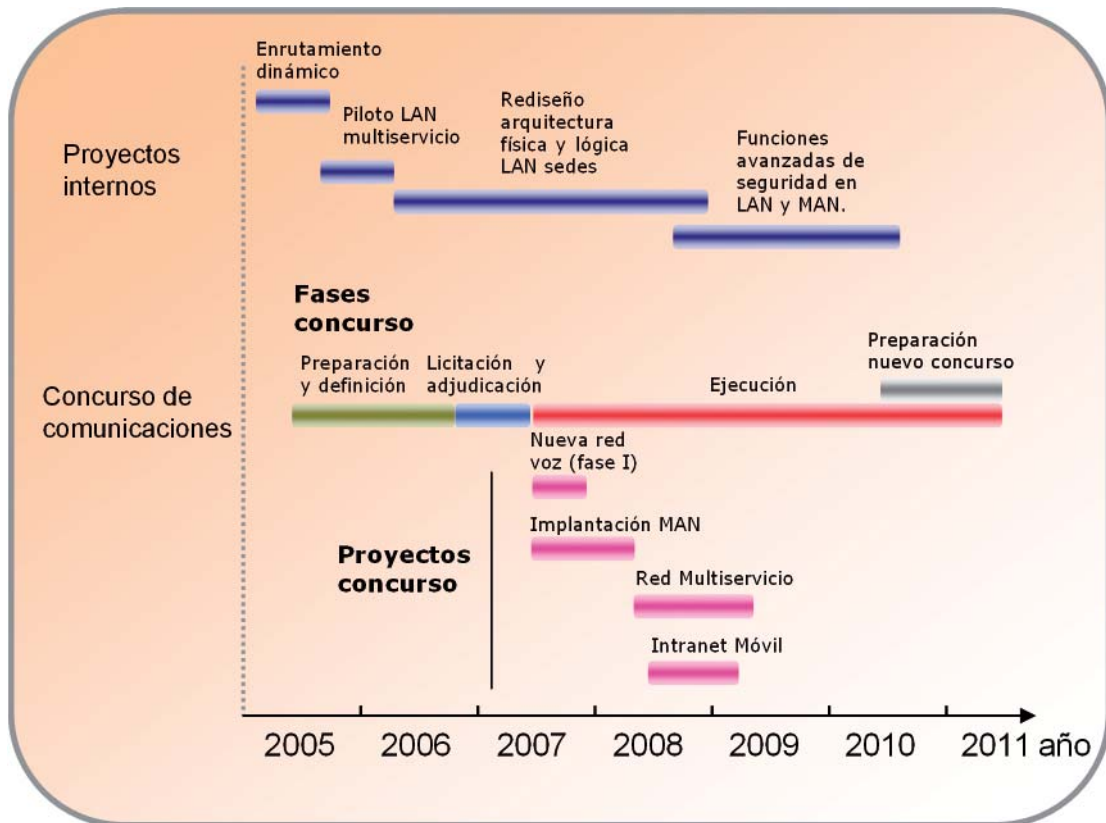 Enrutamiento
dinámico
Piloto LAN
multiservicio
Rediseño
arquitectura
física y lógica
LAN sedes
Funciones
avanzadas de
seguridad en
LAN y MAN.
Proyectos
internos
Fases
concurso
Preparación
y definición
Licitación y
adjudicación
Ejecución
Preparación
nuevo concurso
Concurso de
comunicaciones
Nueva red
voz (fase I)
Implantación MAN
Proyectos
concurso
Red Multiservicio
Intranet Móvil
2005 2006 2007 2008 2009 2010 2011 año